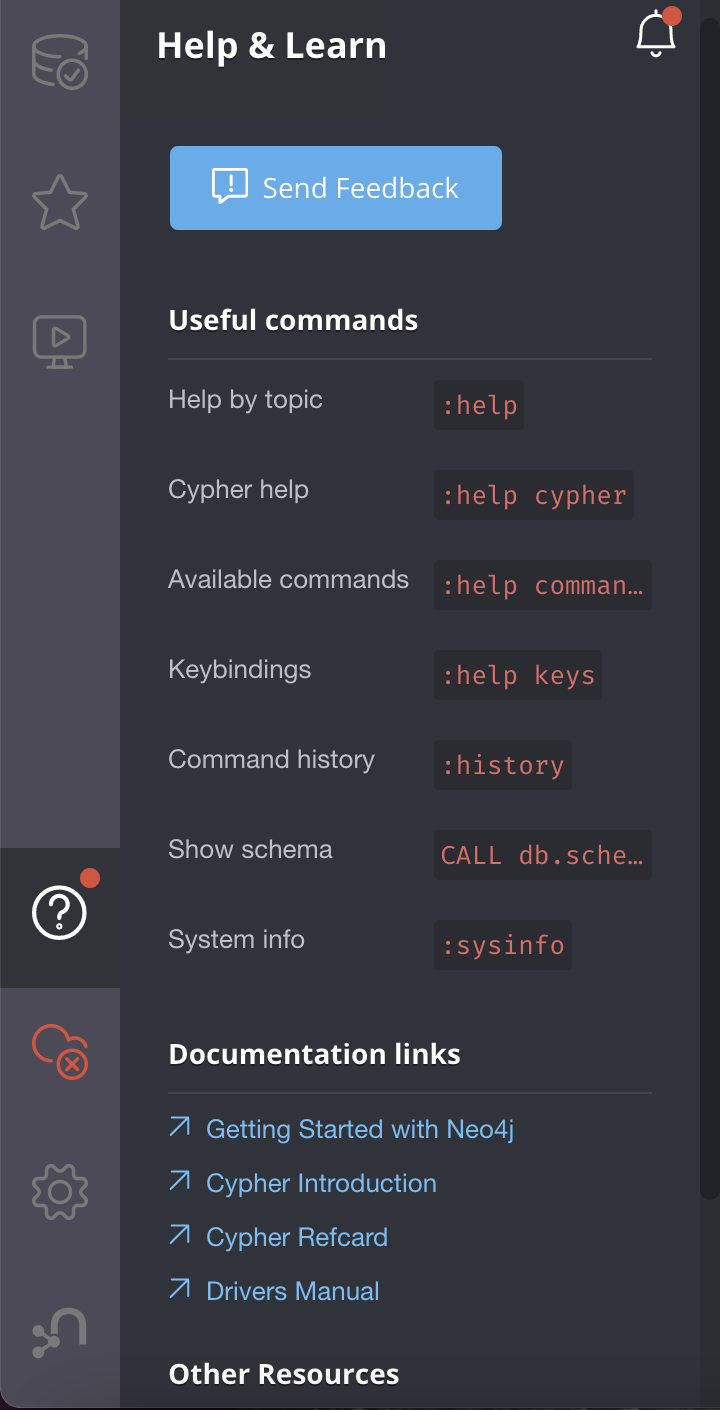 Help & Learn
Send Feedback
Useful commands
Help by topic :help
Cypher help :help cypher
Available commands :help comman…
Keybindings :help keys
Command history :history
Show schema CALL db.sche…
System info :sysinfo
Documentation links
Getting Started with Neo4j
Cypher Introduction
Cypher Refcard
Drivers Manual
Other Resources